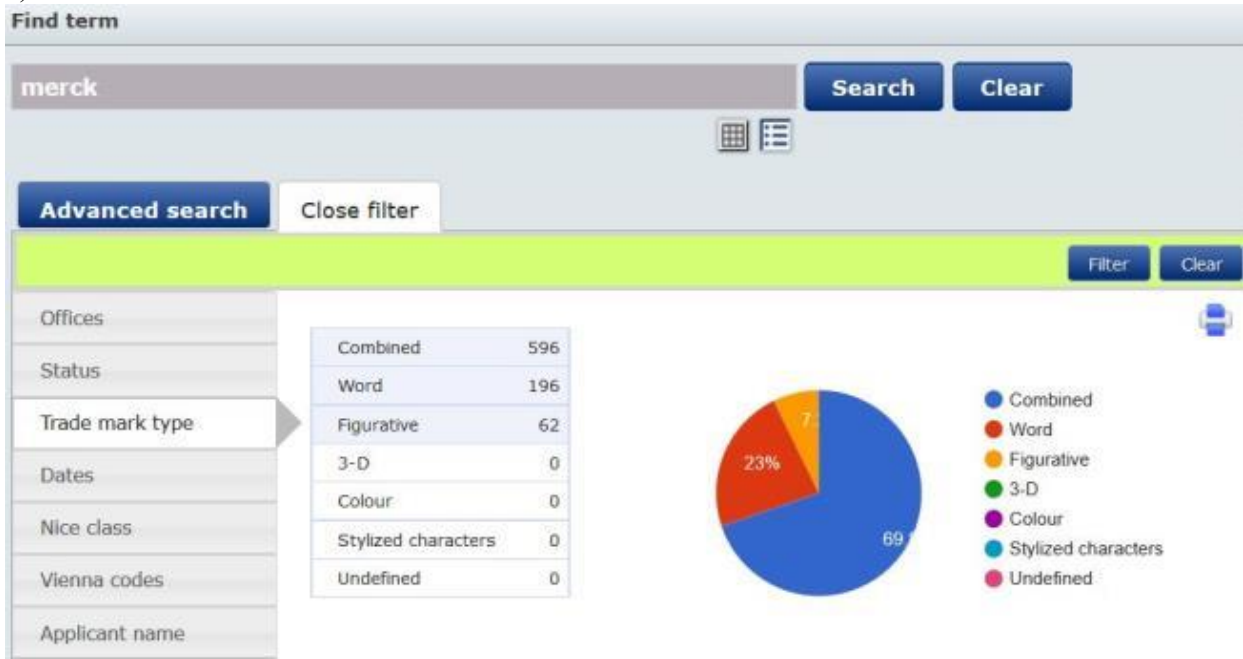 Find term
merck Search Clear
Advanced search Close filter
Filter Clear
Offices
Status
Trade mark type
Dates
Nice class
Vienna codes
Applicant name
Combined 596
Word 196
Figurative 62
3-D 0
Colour 0
Stylized characters 0
Undefined 0
23%
7
69
Combined
Word
Figurative
3-D
Colour
Stylized characters
Undefined